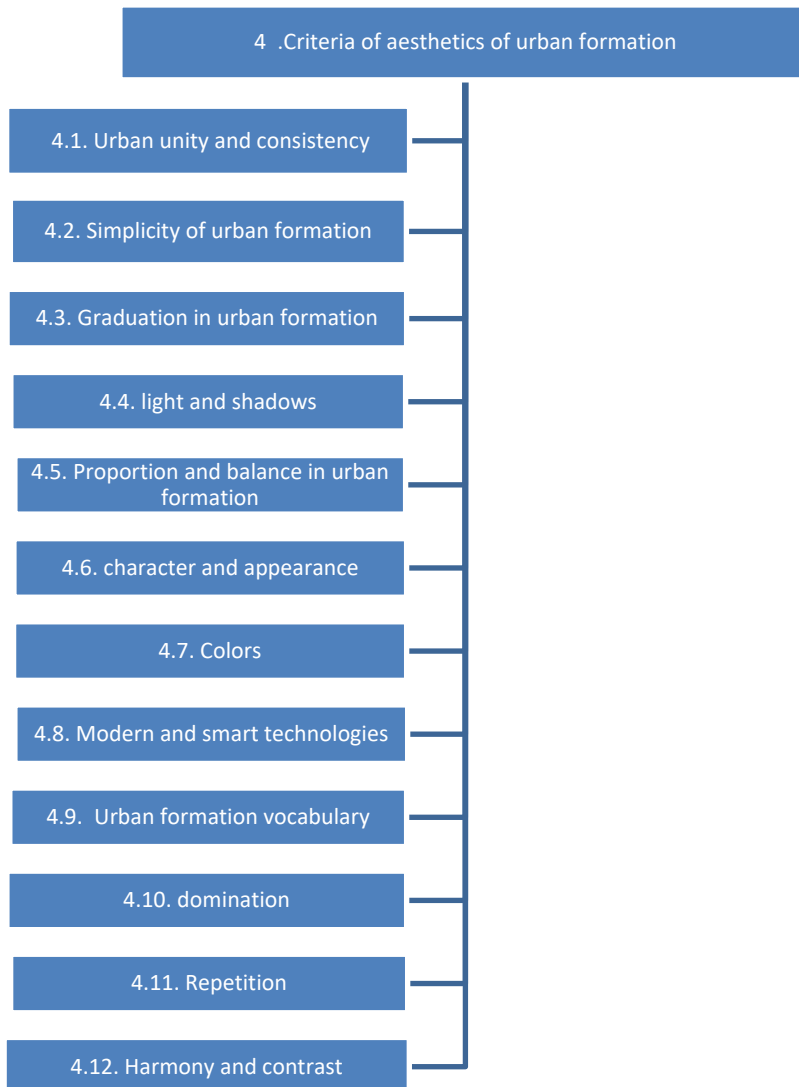 4 .Criteria of aesthetics of urban formation
4.1. Urban unity and consistency
4.2. Simplicity of urban formation
4.3. Graduation in urban formation
4.4. light and shadows
4.5. Proportion and balance in urban
formation
4.6. character and appearance
4.7. Colors
4.8. Modern and smart technologies
4.9.  Urban formation vocabulary
4.10. domination
4.11. Repetition
4.12. Harmony and contrast